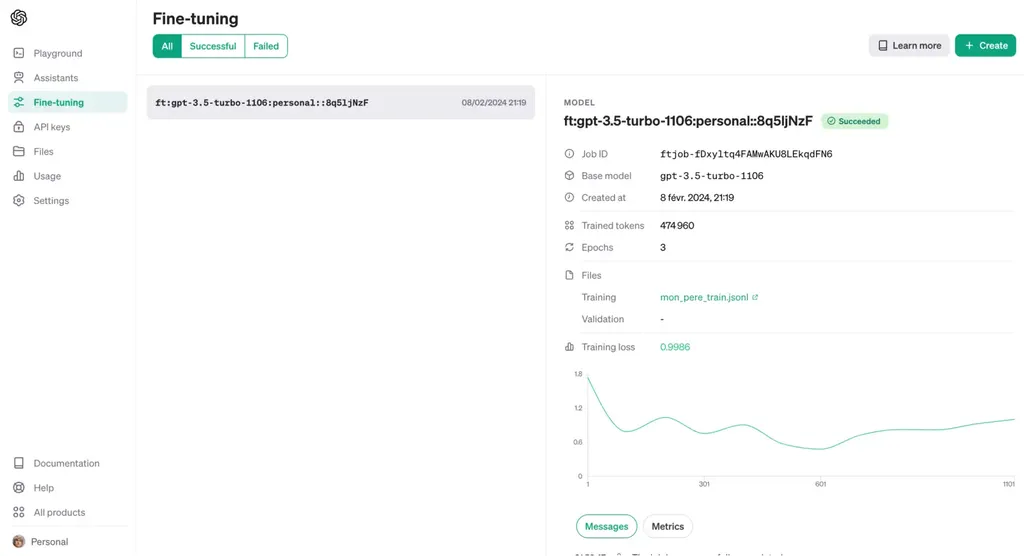 Fine-tuning
All Successful Failed
Learn more
+ Create
Playground
Assistants
Fine-tuning
API keys
Files
Usage
Settings
ft:gpt-3.5-turbo-1106:personal::8q5ljNzF 08/02/2024 21:19
MODEL
ft:gpt-3.5-turbo-1106:personal::8q5ljNzF Succeeded
Job ID ftjob-fDxyltq4FAMwAKU8LEkqdFN6
Base model gpt-3.5-turbo-1106
Created at 8 févr. 2024, 21:19
Trained tokens 474 960
Epochs 3
Files
Training mon_pere_train.jsonl
Validation -
Training loss 0.9986
1.8
1.2
0.6
0
1 301 601 1101
Messages Metrics
Documentation
Help
All products
Personal